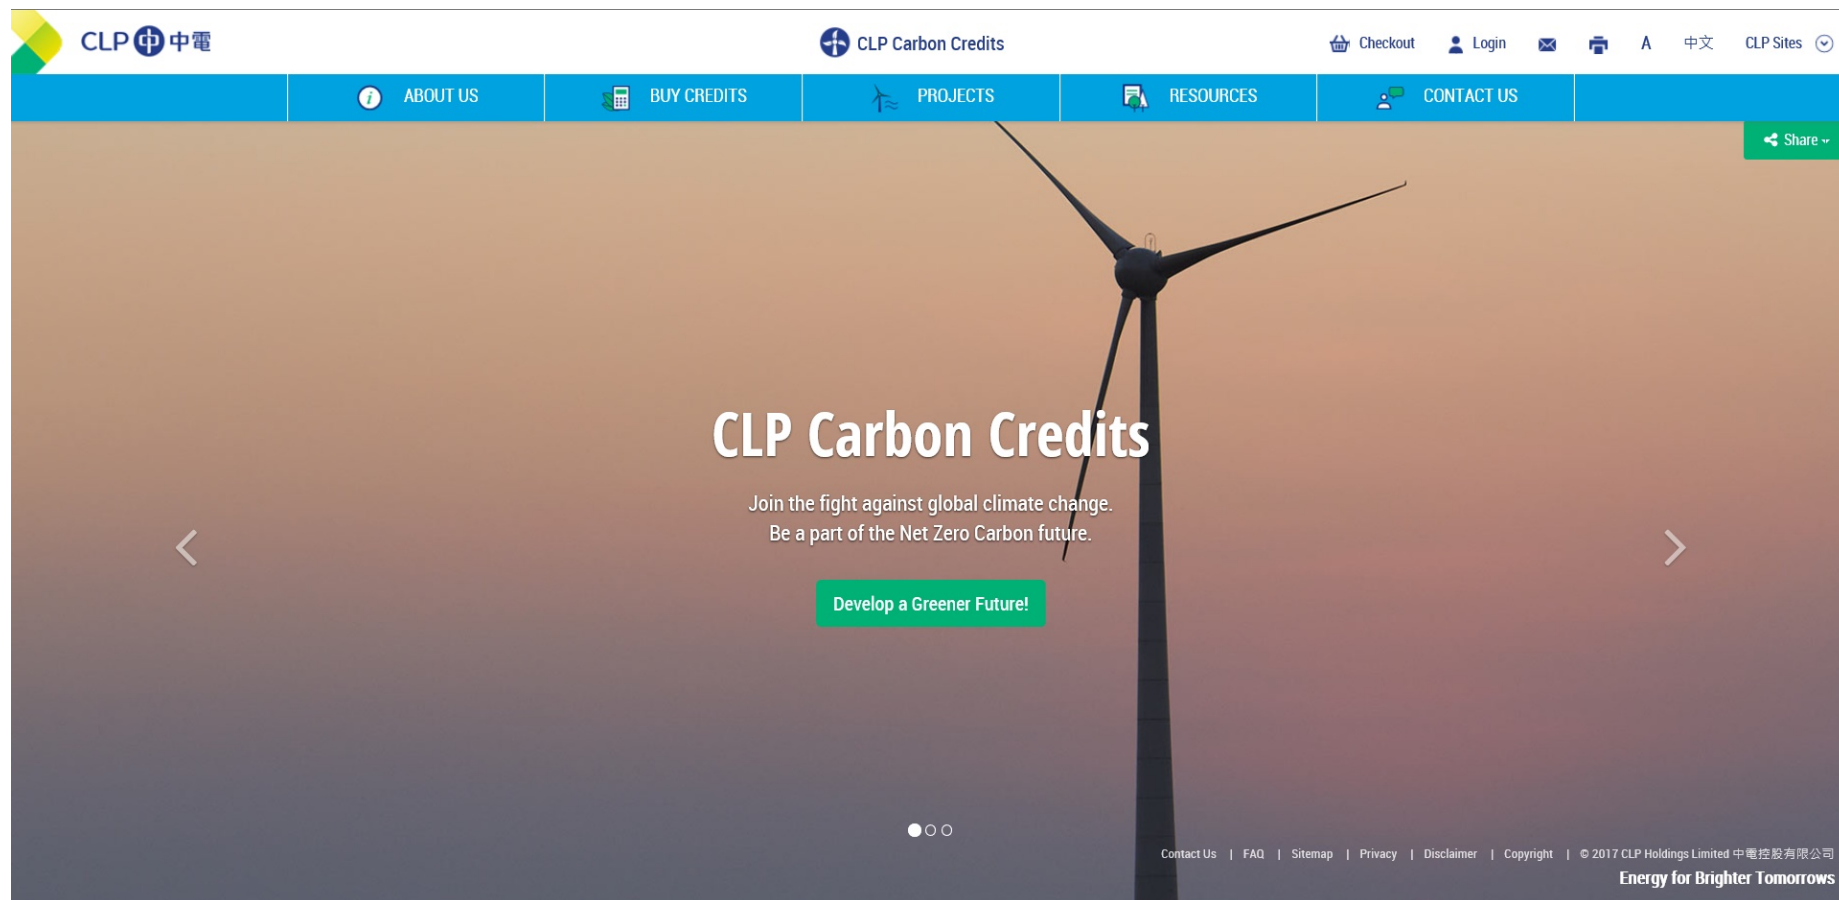 CLP 中電
CLP Carbon Credits
Checkout
Login
A
中文
CLP Sites
ABOUT US
BUY CREDITS
PROJECTS
RESOURCES
CONTACT US
Share
CLP Carbon Credits
Join the fight against global climate change.
Be a part of the Net Zero Carbon future.
Develop a Greener Future!
Contact Us | FAQ | Sitemap | Privacy | Disclaimer | Copyright | © 2017 CLP Holdings Limited 中電控股有限公司
Energy for Brighter Tomorrows